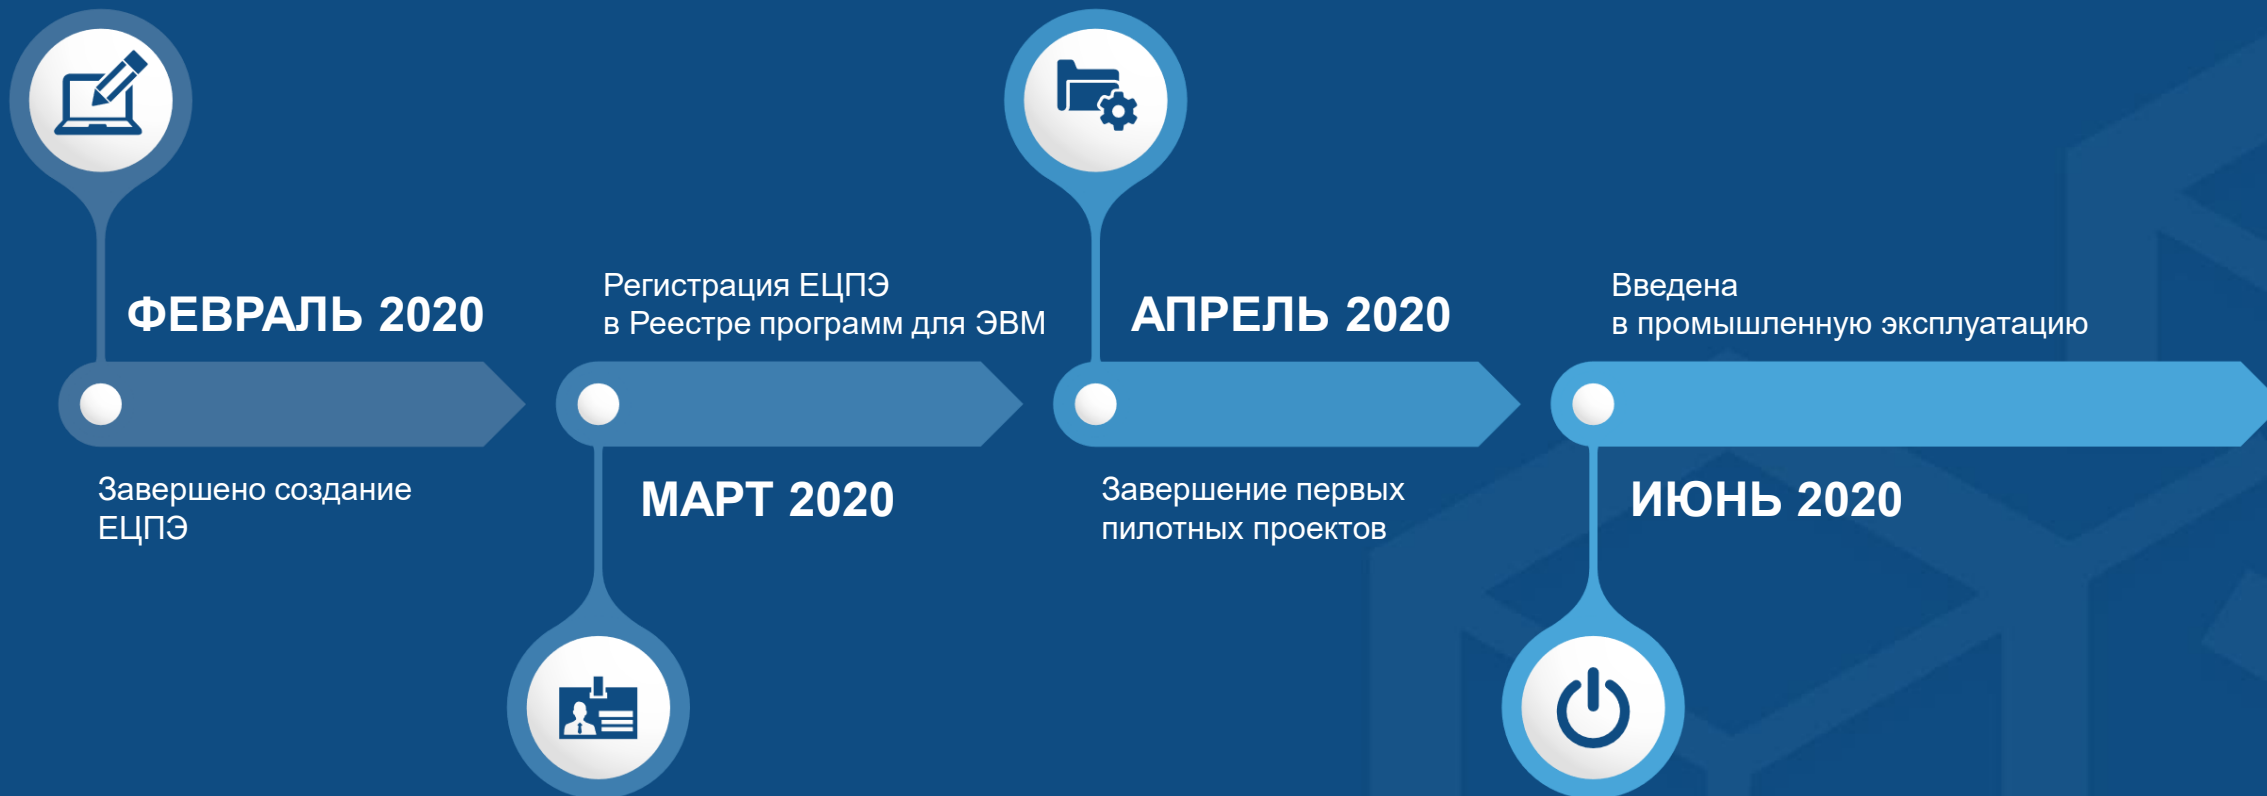 ФЕВРАЛЬ 2020
Завершено создание
ЕЦПЭ
Регистрация ЕЦПЭ
в Реестре программ для ЭВМ
МАРТ 2020
АПРЕЛЬ 2020
Завершение первых
пилотных проектов
Введена
в промышленную эксплуатацию
ИЮНЬ 2020